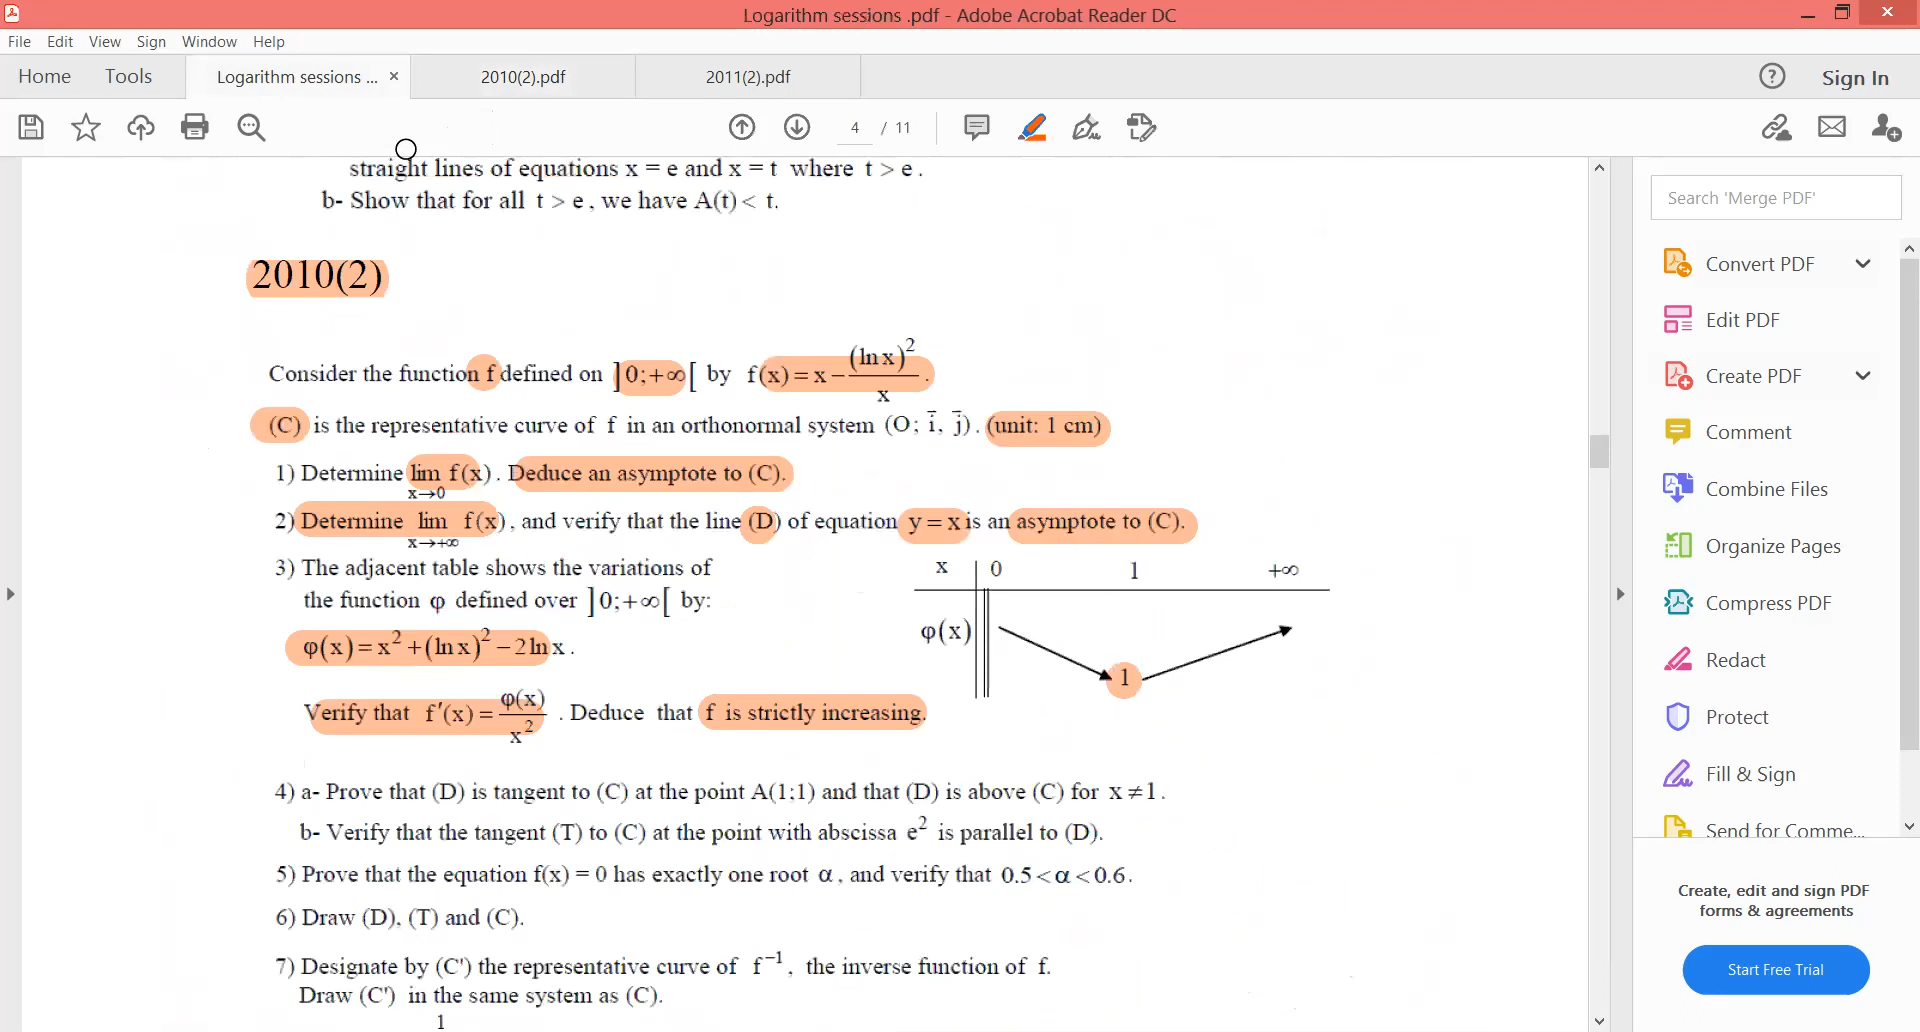 Logarithm sessions .pdf - Adobe Acrobat Reader DC
File Edit View Sign Window Help
Home Tools Logarithm sessions ... × 2010(2).pdf 2011(2).pdf Sign In
4 / 11
straight lines of equations x = e and x = t where t > e .
b- Show that for all t > e , we have A(t) < t.
2010(2)
Consider the function f defined on ]0;+∞[ by f(x) = x − (ln x)²/x .
(C) is the representative curve of f in an orthonormal system (O; i⃗, j⃗) . (unit: 1 cm)
1) Determine lim x→0 f(x) . Deduce an asymptote to (C).
2) Determine lim x→+∞ f(x) , and verify that the line (D) of equation y = x is an asymptote to (C).
3) The adjacent table shows the variations of
the function φ defined over ]0;+∞[ by:
φ(x) = x² + (ln x)² − 2 ln x .
x 0 1 +∞
φ(x) 1
Verify that f′(x) = φ(x)/x² . Deduce that f is strictly increasing.
4) a- Prove that (D) is tangent to (C) at the point A(1;1) and that (D) is above (C) for x ≠ 1 .
b- Verify that the tangent (T) to (C) at the point with abscissa e² is parallel to (D).
5) Prove that the equation f(x) = 0 has exactly one root α , and verify that 0.5 < α < 0.6 .
6) Draw (D), (T) and (C).
7) Designate by (C') the representative curve of f⁻¹ , the inverse function of f.
Draw (C') in the same system as (C).
1
Search 'Merge PDF'
Convert PDF
Edit PDF
Create PDF
Comment
Combine Files
Organize Pages
Compress PDF
Redact
Protect
Fill & Sign
Send for Comme...
Create, edit and sign PDF
forms & agreements
Start Free Trial